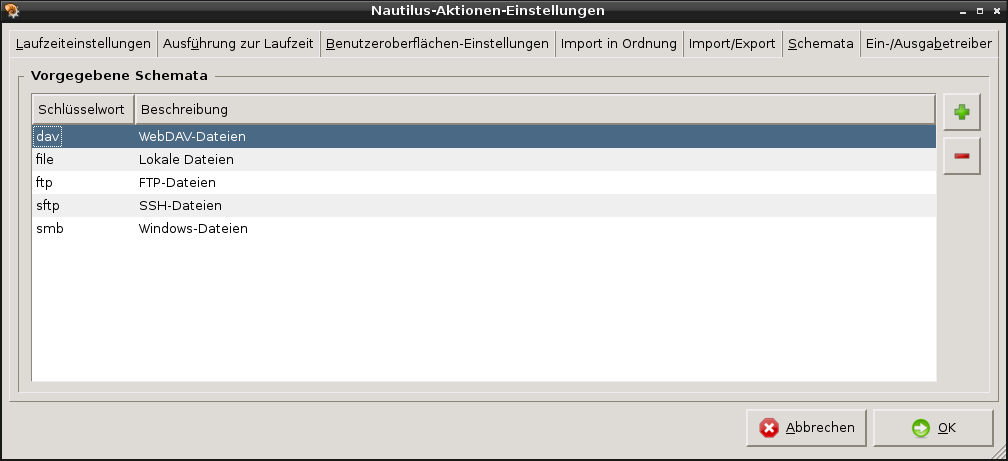 Nautilus-Aktionen-Einstellungen
Laufzeiteinstellungen Ausführung zur Laufzeit Benutzeroberflächen-Einstellungen Import in Ordnung Import/Export Schemata Ein-/Ausgabetreiber
Vorgegebene Schemata
Schlüsselwort Beschreibung
dav WebDAV-Dateien
file Lokale Dateien
ftp FTP-Dateien
sftp SSH-Dateien
smb Windows-Dateien
Abbrechen OK